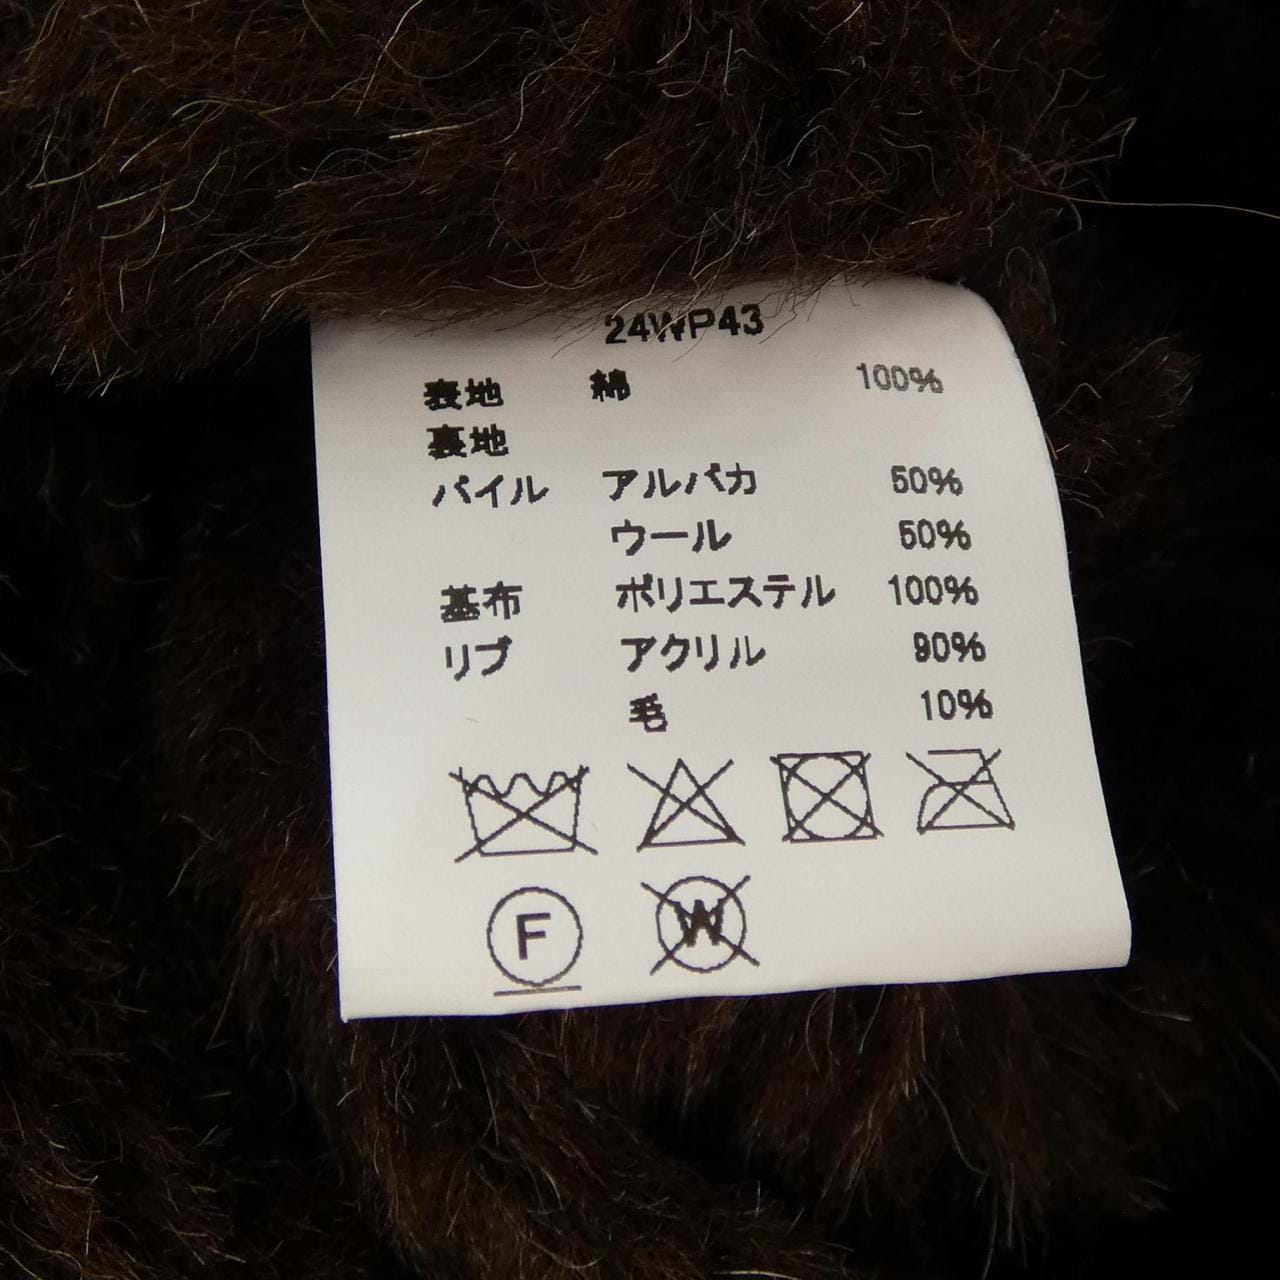 24WP43
表地 綿 100%
裏地
パイル アルパカ 50%
ウール 50%
基布 ポリエステル 100%
リブ アクリル 90%
毛 10%
F W